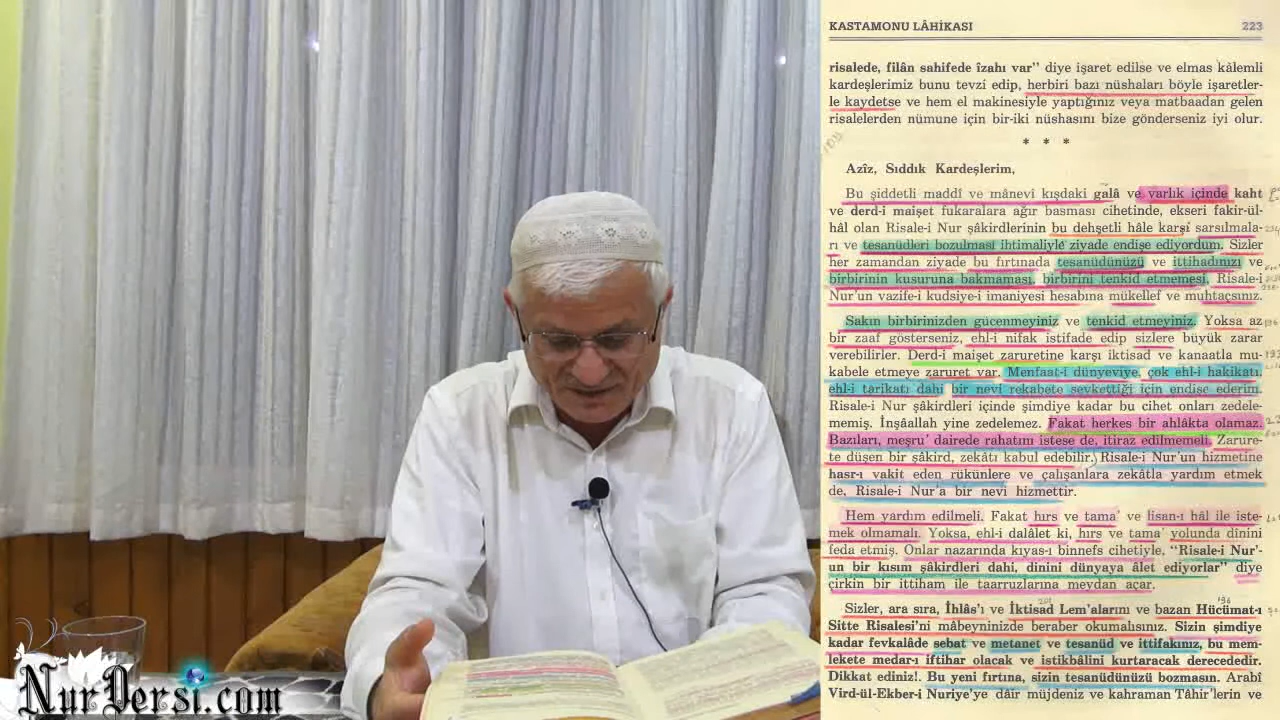 KASTAMONU LÂHİKASI 223
risalede, filân sahifede îzahı var" diye işaret edilse ve elmas kâlemli
kardeşlerimiz bunu tevzi edip, herbiri bazı nüshaları böyle işaretler-
le kaydetse ve hem el makinesiyle yaptığınız veya matbaadan gelen
risalelerden nümune için bir-iki nüshasını bize gönderseniz iyi olur.
* * *
Azîz, Sıddık Kardeşlerim,
Bu şiddetli maddî ve mânevi kışdaki galâ ve varlık içinde kaht
ve derd-i maişet fukaralara ağır basması cihetinde, ekseri fakir-ül-
hâl olan Risale-i Nur şâkirdlerinin bu dehşetli hâle karşi sarsılmala-
rı ve tesanüdleri bozulması ihtimaliyle ziyade endişe ediyordum. Sizler
her zamandan ziyade bu fırtınada tesanüdünüzü ve ittihadınızı ve
birbirinin kusuruna bakmaması, birbirini tenkid etmemesi, Risale-i
Nur'un vazife-i kudsiye-i imaniyesi hesabına mükellef ve muhtaçsınız.
Sakın birbirinizden gücenmeyiniz ve tenkid etmeyiniz. Yoksa az
bir zaaf gösterseniz, ehl-i nifak istifade edip sizlere büyük zarar
verebilirler. Derd-i maişet zaruretine karşı iktisad ve kanaatla mu-
kabele etmeye zaruret var. Menfaat-i dünyeviye, çok ehl-i hakikatı,
ehl-i tarikatı dahi bir nevi rekabete sevkettiği için endişe ederim.
Risale-i Nur şâkirdleri içinde şimdiye kadar bu cihet onları zedele-
memiş. İnşâallah yine zedelemez. Fakat herkes bir ahlâkta olamaz.
Bazıları, meşru' dairede rahatını istese de, itiraz edilmemeli. Zarure-
te düşen bir şâkird, zekâtı kabul edebilir. Risale-i Nur'un hizmetine
hasr-ı vakit eden rükünlere ve çalışanlara zekâtla yardım etmek
de, Risale-i Nur'a bir nevi hizmettir.
Hem yardım edilmeli. Fakat hırs ve tama' ve lisan-ı hâl ile iste-
mek olmamalı. Yoksa, ehl-i dalâlet ki, hırs ve tama' yolunda dinini
feda etmiş. Onlar nazarında kıyas-ı binnefs cihetiyle, "Risale-i Nur'-
un bir kısım şâkirdleri dahi, dinini dünyaya âlet ediyorlar" diye
çirkin bir ittiham ile taarruzlarına meydan açar.
Sizler, ara sıra, İhlâs'ı ve İktisad Lem'alarını ve bazan Hücümat-ı
Sitte Risalesi'ni mâbeyninizde beraber okumalısınız. Sizin şimdiye
kadar fevkalâde sebat ve metanet ve tesanüd ve ittifakınız, bu mem-
lekete medar-ı iftihar olacak ve istikbâlini kurtaracak derecededir.
Dikkat ediniz!. Bu yeni fırtına, sizin tesanüdünüzü bozmasın. Arabî
Vird-ül-Ekber-i Nuriye'ye dâir müjdeniz ve kahraman Tâhir'lerin ve
NurDersi.com